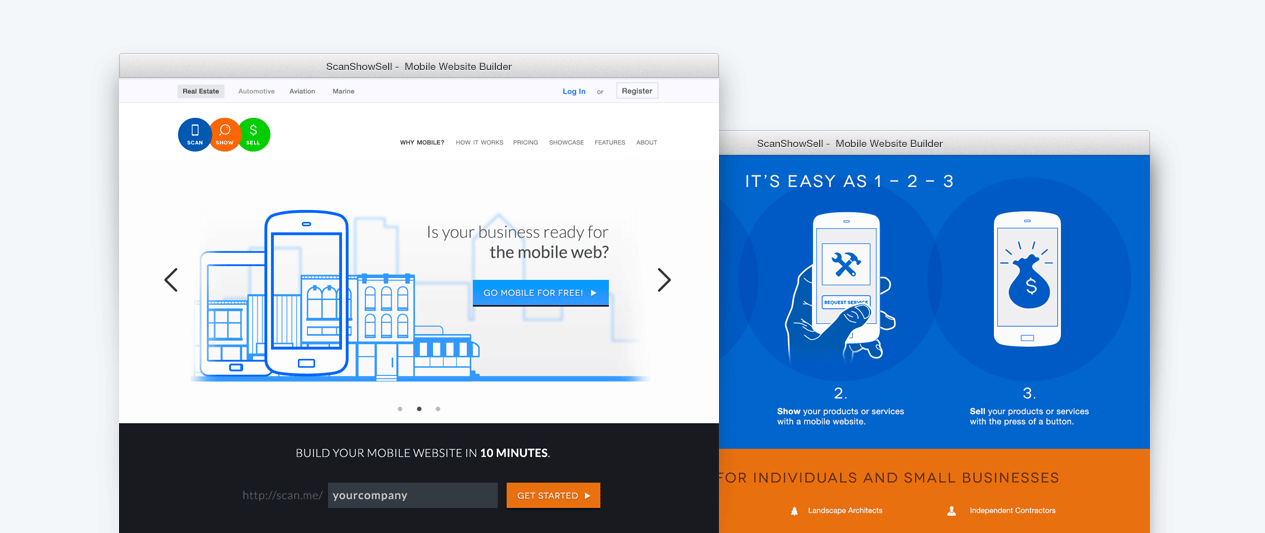 ScanShowSell - Mobile Website Builder
Real Estate Automotive Aviation Marine Log In or Register
SCAN SHOW $ SELL
WHY MOBILE? HOW IT WORKS PRICING SHOWCASE FEATURES ABOUT
Is your business ready for
the mobile web?
GO MOBILE FOR FREE!
BUILD YOUR MOBILE WEBSITE IN 10 MINUTES.
http://scan.me/ yourcompany GET STARTED
ScanShowSell - Mobile Website Builder
IT'S EASY AS 1 – 2 – 3
REQUEST SERVICE
$
2.
Show your products or services
with a mobile website.
3.
Sell your products or services
with the press of a button.
FOR INDIVIDUALS AND SMALL BUSINESSES
Landscape Architects Independent Contractors